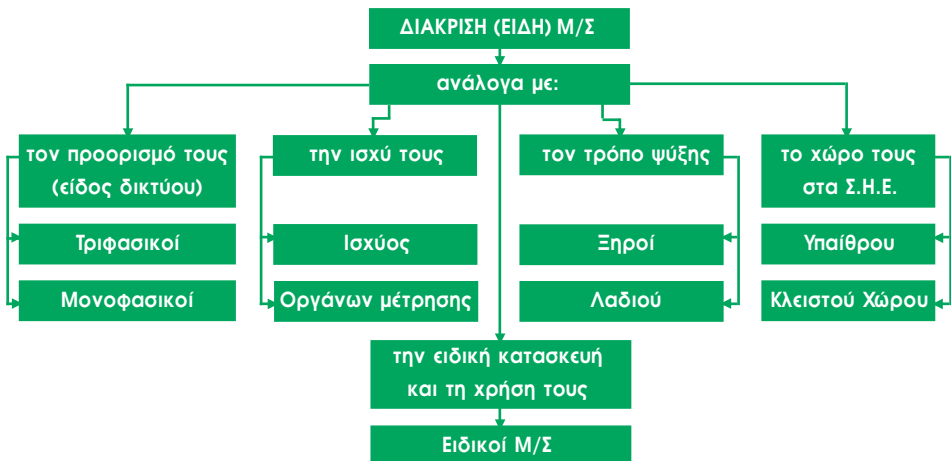 ΔΙΑΚΡΙΣΗ (ΕΙΔΗ) Μ/Σ
ανάλογα με:
τον προορισμό τους
(είδος δικτύου)
Τριφασικοί
Μονοφασικοί
την ισχύ τους
Ισχύος
Οργάνων μέτρησης
τον τρόπο ψύξης
Ξηροί
Λαδιού
το χώρο τους
στα Σ.Η.Ε.
Υπαίθρου
Κλειστού Χώρου
την ειδική κατασκευή
και τη χρήση τους
Ειδικοί Μ/Σ